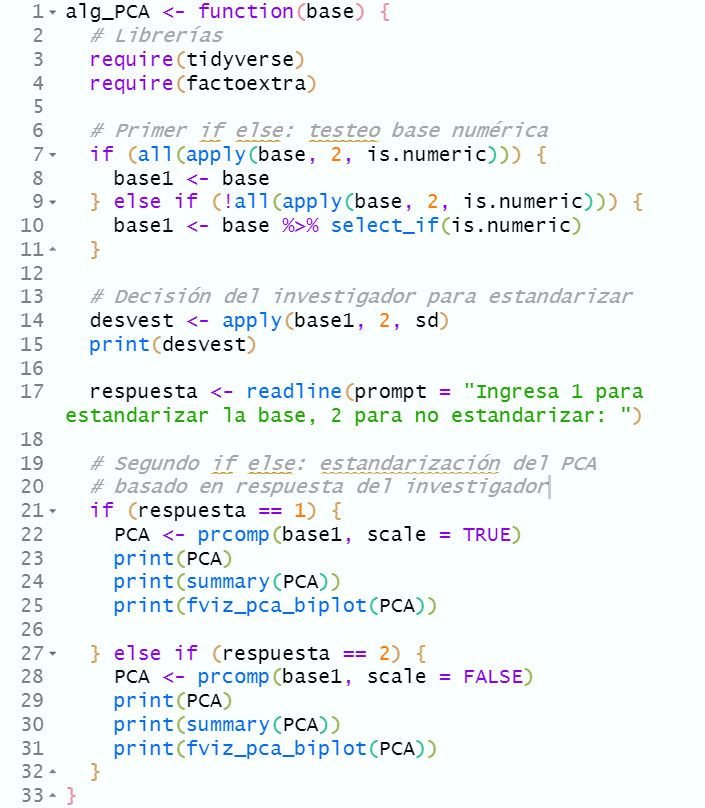 1 alg_PCA <- function(base) {
2   # Librerías
3   require(tidyverse)
4   require(factoextra)
5
6   # Primer if else: testeo base numérica
7   if (all(apply(base, 2, is.numeric))) {
8     base1 <- base
9   } else if (!all(apply(base, 2, is.numeric))) {
10     base1 <- base %>% select_if(is.numeric)
11   }
12
13   # Decisión del investigador para estandarizar
14   desvest <- apply(base1, 2, sd)
15   print(desvest)
16
17   respuesta <- readline(prompt = "Ingresa 1 para
estandarizar la base, 2 para no estandarizar: ")
18
19   # Segundo if else: estandarización del PCA
20   # basado en respuesta del investigador
21   if (respuesta == 1) {
22     PCA <- prcomp(base1, scale = TRUE)
23     print(PCA)
24     print(summary(PCA))
25     print(fviz_pca_biplot(PCA))
26
27   } else if (respuesta == 2) {
28     PCA <- prcomp(base1, scale = FALSE)
29     print(PCA)
30     print(summary(PCA))
31     print(fviz_pca_biplot(PCA))
32   }
33 }